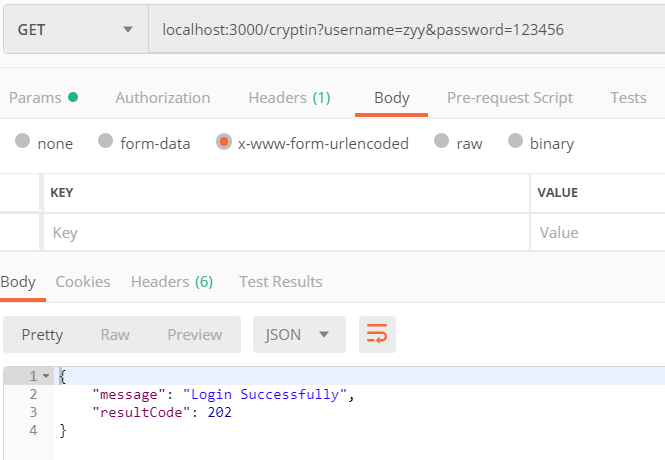 GET localhost:3000/cryptin?username=zyy&password=123456
Params Authorization Headers (1) Body Pre-request Script Tests
none form-data x-www-form-urlencoded raw binary
KEY VALUE
Key Value
Body Cookies Headers (6) Test Results
Pretty Raw Preview JSON
1 {
2 "message": "Login Successfully",
3 "resultCode": 202
4 }